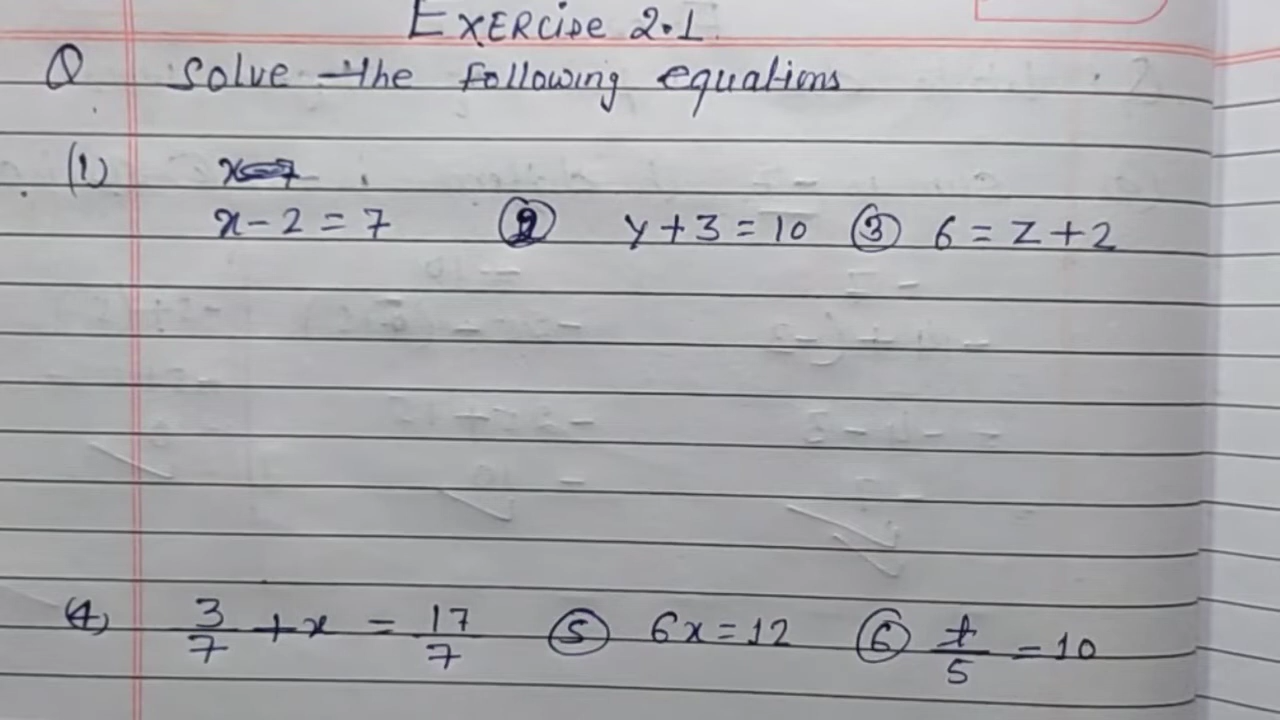 Exercise 2.1
Q Solve the following equations
(1)
x - 2 = 7 (2) y + 3 = 10 (3) 6 = z + 2
(4) 3/7 + x = 17/7 (5) 6x = 12 (6) t/5 = 10